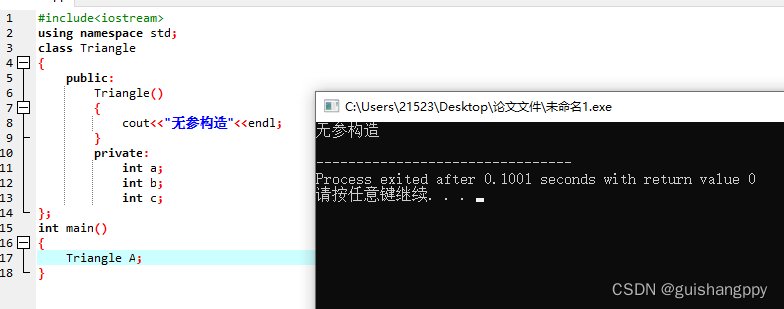 1 #include<iostream>
2 using namespace std;
3 class Triangle
4 {
5 public:
6 Triangle()
7 {
8 cout<<"无参构造"<<endl;
9 }
10 private:
11 int a;
12 int b;
13 int c;
14 };
15 int main()
16 {
17 Triangle A;
18 }
C:\Users\21523\Desktop\论文文件\未命名1.exe
无参构造
--------------------------------
Process exited after 0.1001 seconds with return value 0
请按任意键继续. . .
CSDN @guishangppy